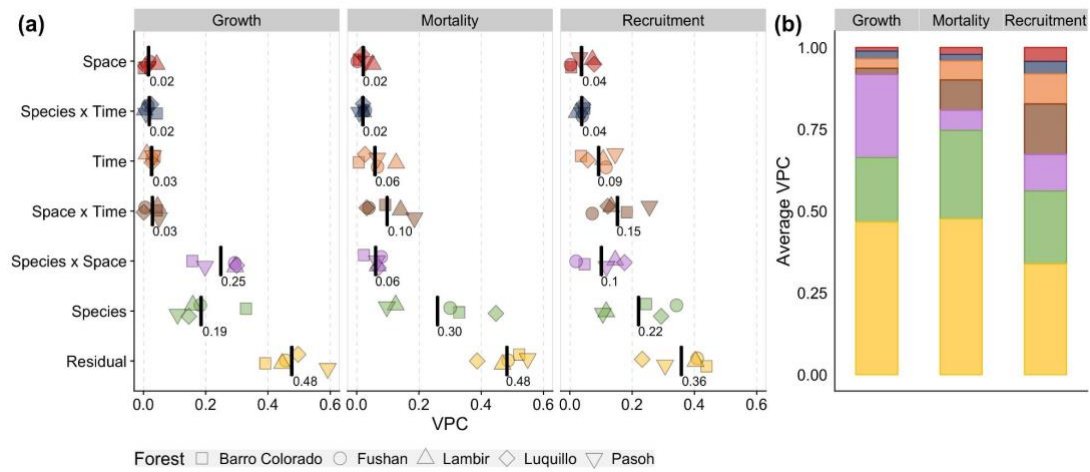 (a)
Growth
Mortality
Recruitment
Space
0.02
0.02
0.04
Species x Time
0.02
0.02
0.04
Time
0.03
0.06
0.09
Space x Time
0.03
0.10
0.15
Species x Space
0.25
0.06
0.1
Species
0.19
0.30
0.22
Residual
0.48
0.48
0.36
0.0 0.2 0.4 0.6 0.0 0.2 0.4 0.6 0.0 0.2 0.4 0.6
VPC
Forest Barro Colorado Fushan Lambir Luquillo Pasoh
(b)
Growth Mortality Recruitment
1.00
0.75
0.50
0.25
0.00
Average VPC